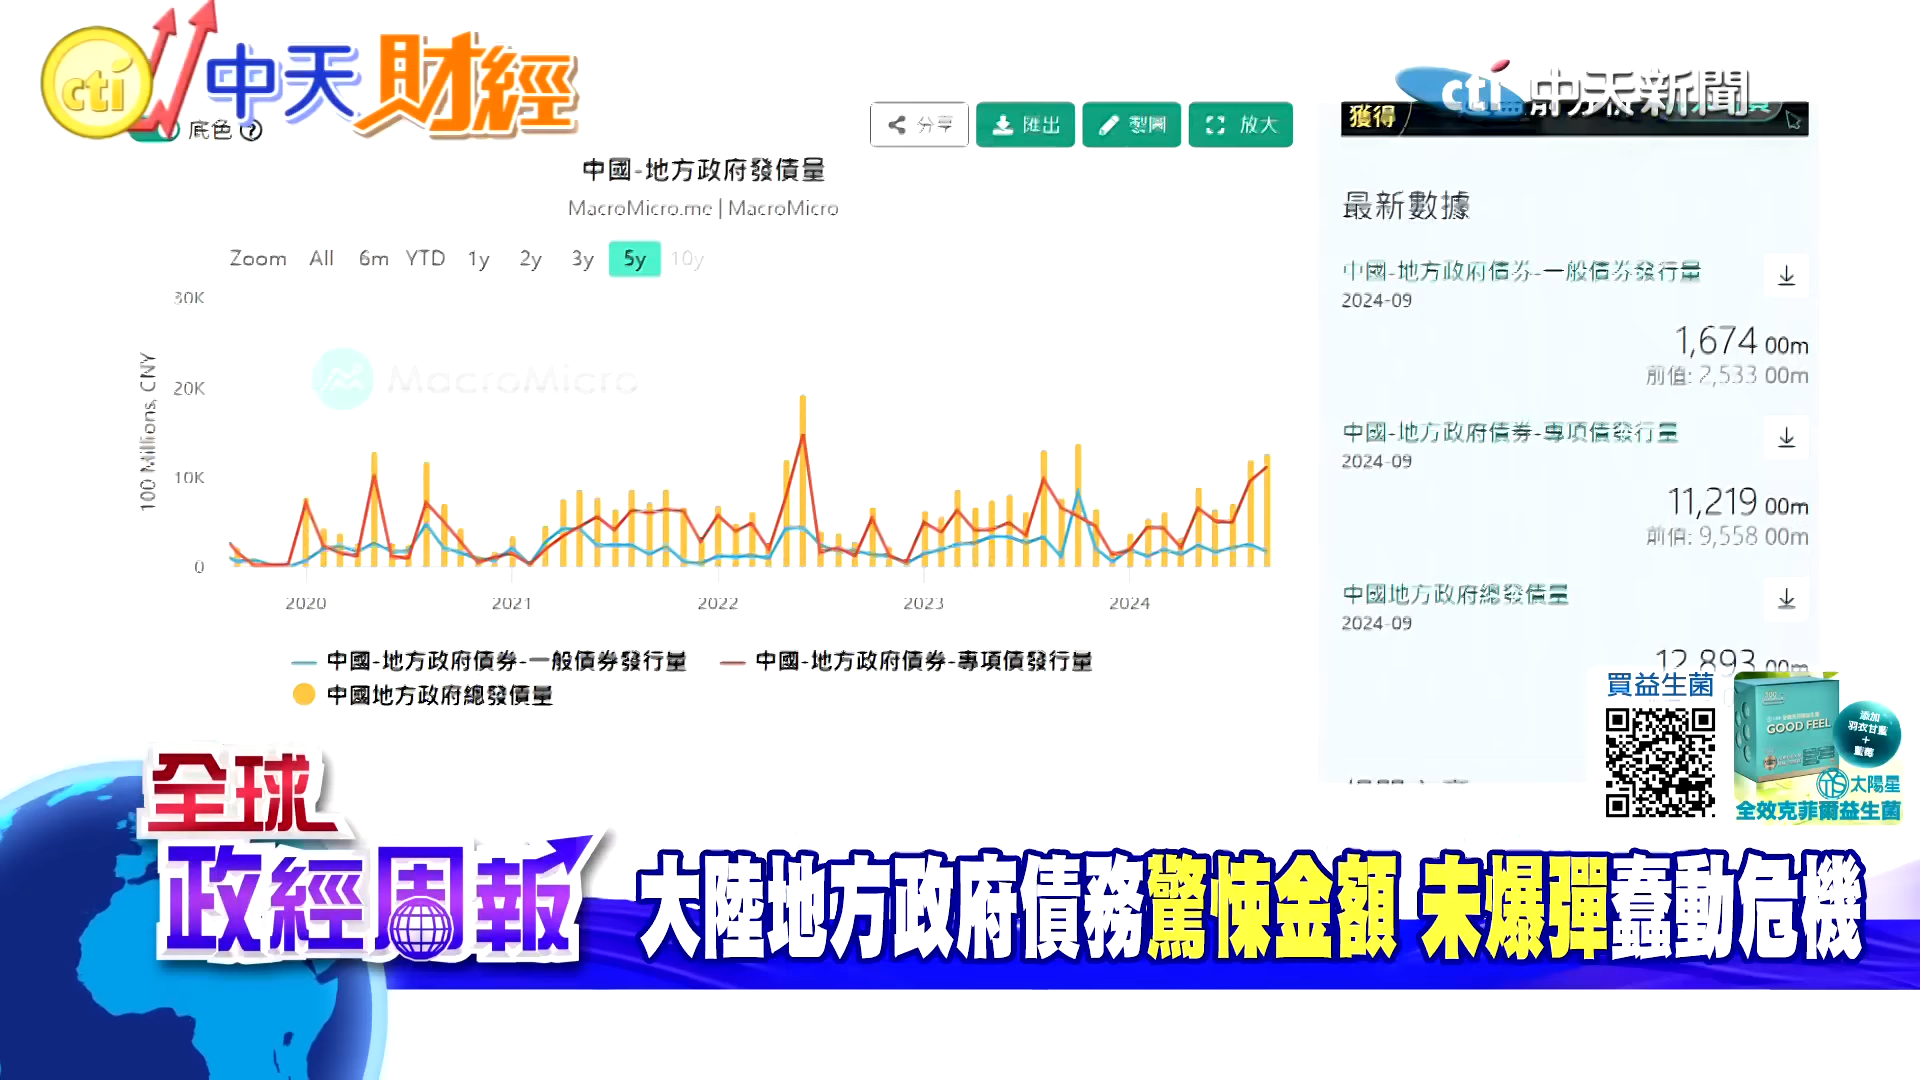 cti 中天 財經
底色 ?
分享 匯出 製圖 放大
cti 中天新聞
獲得
中國-地方政府發債量
MacroMicro.me | MacroMicro
Zoom All 6m YTD 1y 2y 3y 5y 10y
100 Millions, CNY
30K
20K
10K
0
MacroMicro
2020 2021 2022 2023 2024
中國-地方政府債券-一般債券發行量
中國-地方政府債券-專項債發行量
中國地方政府總發債量
最新數據
中國-地方政府債券-一般債券發行量
2024-09
1,674 00m
前值: 2,533 00m
中國-地方政府債券-專項債發行量
2024-09
11,219 00m
前值: 9,558 00m
中國地方政府總發債量
2024-09
12,893 00m
買益生菌
GOOD FEEL
添加
羽衣甘藍
+
藍莓
太陽星
全效克菲爾益生菌
全球
政經周報
大陸地方政府債務驚悚金額 未爆彈蠢動危機